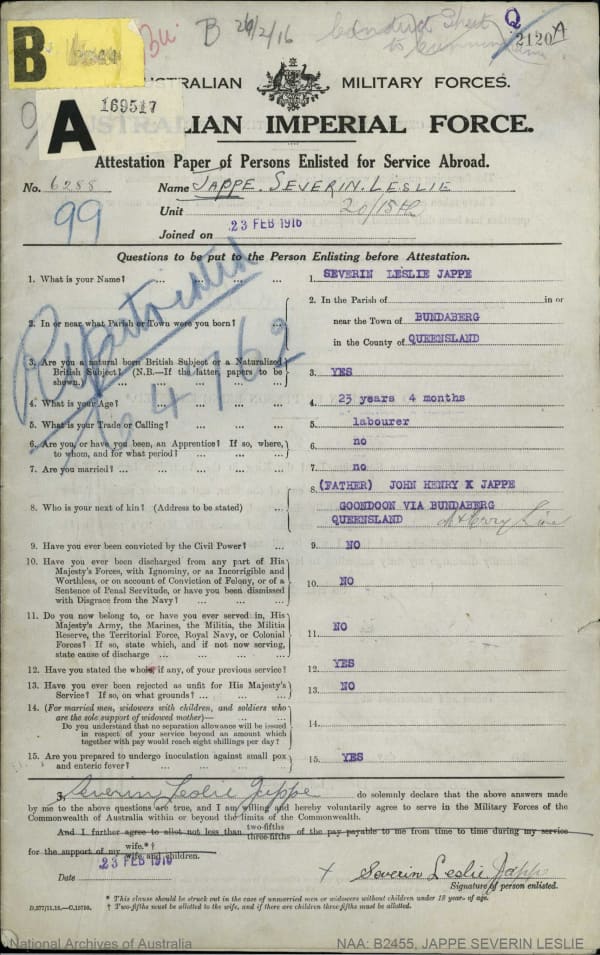 B
B 26/2/16
Conduct Sheet
Q
2120A
to
A
169517
AUSTRALIAN MILITARY FORCES.
AUSTRALIAN IMPERIAL FORCE.
Attestation Paper of Persons Enlisted for Service Abroad.
No. 6288 Name JAPPE. SEVERIN. LESLIE
99
Unit 20/15th
Joined on 23 FEB 1916
Questions to be put to the Person Enlisting before Attestation.
Repatriated
104762
1. What is your Name? ... ... ... ... 1. SEVERIN LESLIE JAPPE
2. In or near what Parish or Town were you born? ... 2. In the Parish of in or
near the Town of BUNDABERG
in the County of QUEENSLAND
3. Are you a natural born British Subject or a Naturalized
British Subject? (N.B.—If the latter, papers to be
shown.) 3. YES
4. What is your Age? ... ... ... 4. 23 years 4 months
5. What is your Trade or Calling? ... ... ... 5. labourer
6. Are you, or have you been, an Apprentice? If so, where,
to whom, and for what period? ... ... ... 6. no
7. Are you married? ... ... ... ... ... 7. no
8. Who is your next of kin? (Address to be stated) ... 8. (FATHER) JOHN HENRY K JAPPE
GOONDOON VIA BUNDABERG
QUEENSLAND Line
9. Have you ever been convicted by the Civil Power? ... 9. NO
10. Have you ever been discharged from any part of His
Majesty's Forces, with Ignominy, or as Incorrigible and
Worthless, or on account of Conviction of Felony, or of a
Sentence of Penal Servitude, or have you been dismissed
with Disgrace from the Navy? ... ... ... 10. NO
11. Do you now belong to, or have you ever served in, His
Majesty's Army, the Marines, the Militia, the Militia
Reserve, the Territorial Force, Royal Navy, or Colonial
Forces? If so, state which, and if not now serving,
state cause of discharge ... ... ... ... 11. NO
12. Have you stated the whole, if any, of your previous service? 12. YES
13. Have you ever been rejected as unfit for His Majesty's
Service? If so, on what grounds? ... ... ... 13. NO
14. (For married men, widowers with children, and soldiers who
are the sole support of widowed mother)—
Do you understand that no separation allowance will be issued
in respect of your service beyond an amount which
together with pay would reach eight shillings per day? 14.
15. Are you prepared to undergo inoculation against small pox
and enteric fever? ... ... ... ... 15. YES
I, Severin Leslie Jappe do solemnly declare that the above answers made
by me to the above questions are true, and I am willing and hereby voluntarily agree to serve in the Military Forces of the
Commonwealth of Australia within or beyond the limits of the Commonwealth.
And I further agree to allot not less than two-fifths three-fifths of the pay payable to me from time to time during my service
for the support of my wife.*† wife and children.
Date 23 FEB 1916
x Severin Leslie Jappe
Signature of person enlisted.
* This clause should be struck out in the case of unmarried men or widowers without children under 18 years of age.
† Two-fifths must be allotted to the wife, and if there are children three-fifths must be allotted.
D.577/11.15.—C.15798.
National Archives of Australia
NAA: B2455, JAPPE SEVERIN LESLIE